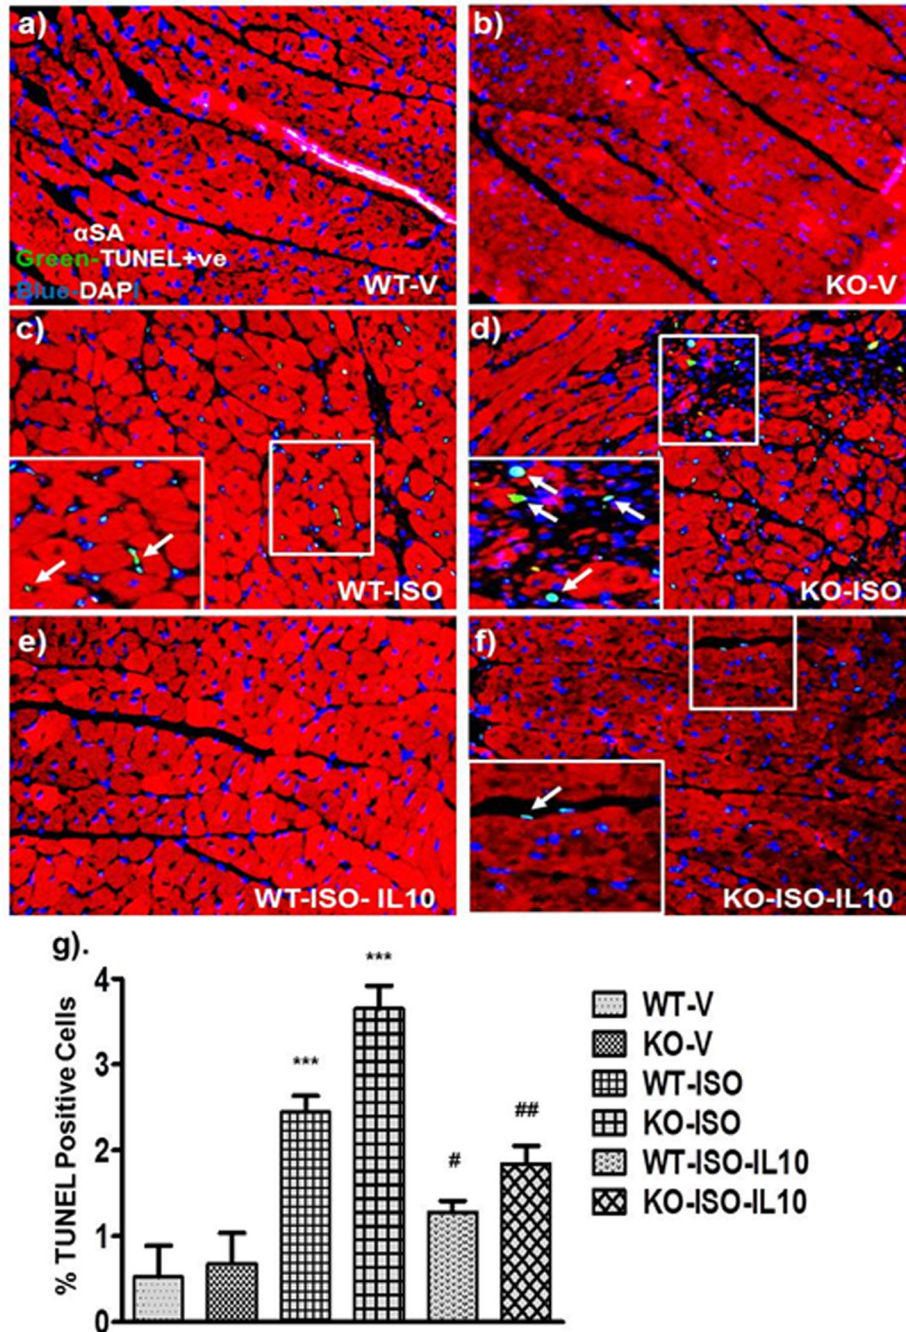 a)
b)
αSA
Green-TUNEL+ve
Blue-DAPI
WT-V
KO-V
c)
d)
WT-ISO
KO-ISO
e)
f)
WT-ISO- IL10
KO-ISO-IL10
g).
% TUNEL Positive Cells
4
3
2
1
0
***
***
#
##
WT-V
KO-V
WT-ISO
KO-ISO
WT-ISO-IL10
KO-ISO-IL10